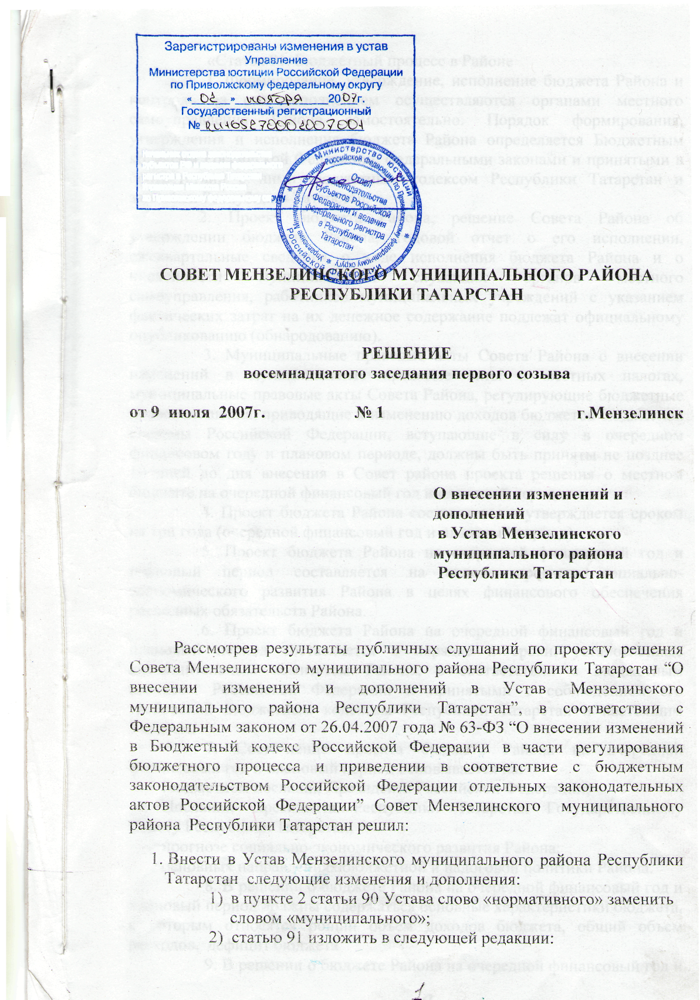 Зарегистрированы изменения в устав
Управление
Министерства юстиции Российской Федерации
по Приволжскому федеральному округу
« 02 » ноября 2007г.
Государственный регистрационный
№ RU165270002007001
Отдел
законодательства
субъектов Российской
Федерации и ведения
федерального регистра
в Республике
Татарстан
СОВЕТ МЕНЗЕЛИНСКОГО МУНИЦИПАЛЬНОГО РАЙОНА
РЕСПУБЛИКИ ТАТАРСТАН
РЕШЕНИЕ
восемнадцатого заседания первого созыва
от 9 июля 2007г. № 1 г.Мензелинск
О внесении изменений и
дополнений
в Устав Мензелинского
муниципального района
Республики Татарстан
Рассмотрев результаты публичных слушаний по проекту решения
Совета Мензелинского муниципального района Республики Татарстан “О
внесении изменений и дополнений в Устав Мензелинского
муниципального района Республики Татарстан”, в соответствии с
Федеральным законом от 26.04.2007 года № 63-ФЗ “О внесении изменений
в Бюджетный кодекс Российской Федерации в части регулирования
бюджетного процесса и приведении в соответствие с бюджетным
законодательством Российской Федерации отдельных законодательных
актов Российской Федерации” Совет Мензелинского муниципального
района Республики Татарстан решил:
1. Внести в Устав Мензелинского муниципального района Республики
Татарстан следующие изменения и дополнения:
1) в пункте 2 статьи 90 Устава слово «нормативного» заменить
словом «муниципального»;
2) статью 91 изложить в следующей редакции:
1